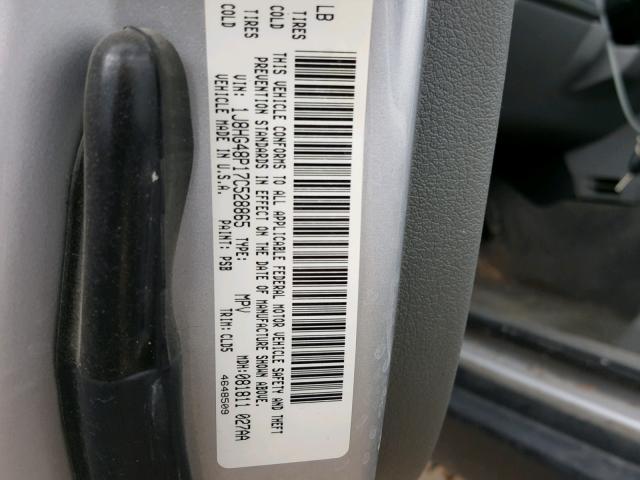 LB
TIRES COLD
TIRES COLD
THIS VEHICLE CONFORMS TO ALL APPLICABLE FEDERAL MOTOR VEHICLE SAFETY AND THEFT
PREVENTION STANDARDS IN EFFECT ON THE DATE OF MANUFACTURE SHOWN ABOVE.
VIN: 1J8HG48P17C528865 TYPE: MPV MDH:081811 027AA
VEHICLE MADE IN U.S.A. PAINT: PSB TRIM: CLD5 4648509